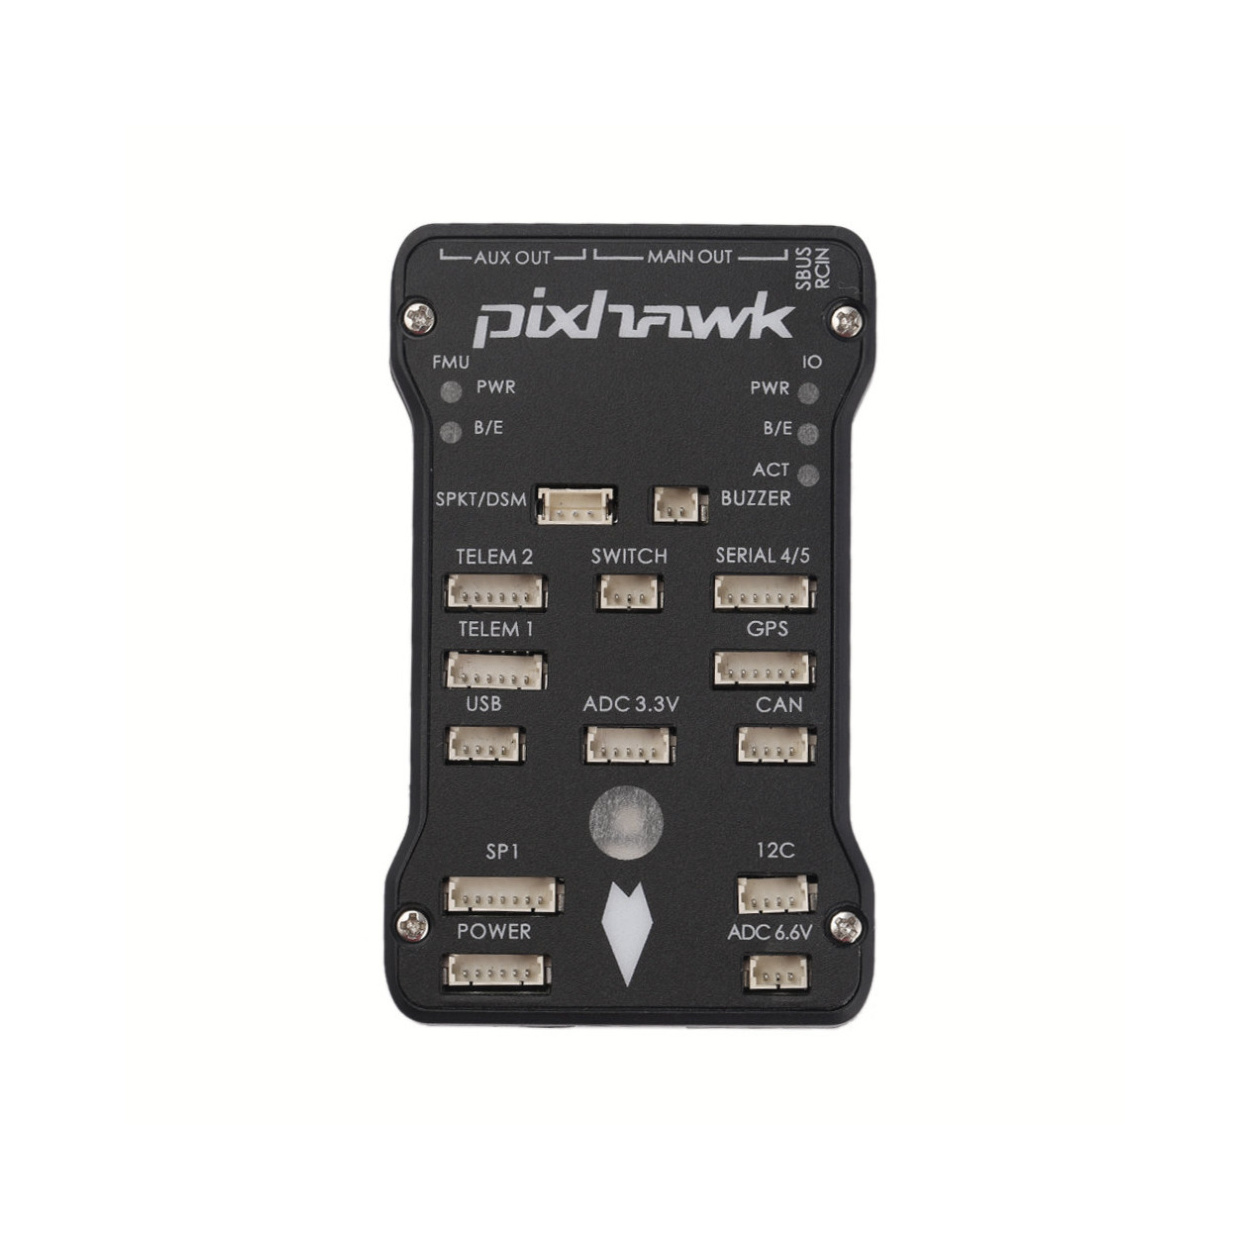 AUX OUT MAIN OUT
SBUS
RCIN
pixhawk
FMU IO
PWR PWR
B/E B/E
ACT
SPKT/DSM BUZZER
TELEM 2 SWITCH SERIAL 4/5
TELEM 1 GPS
USB ADC 3.3V CAN
SP1 12C
POWER ADC 6.6V